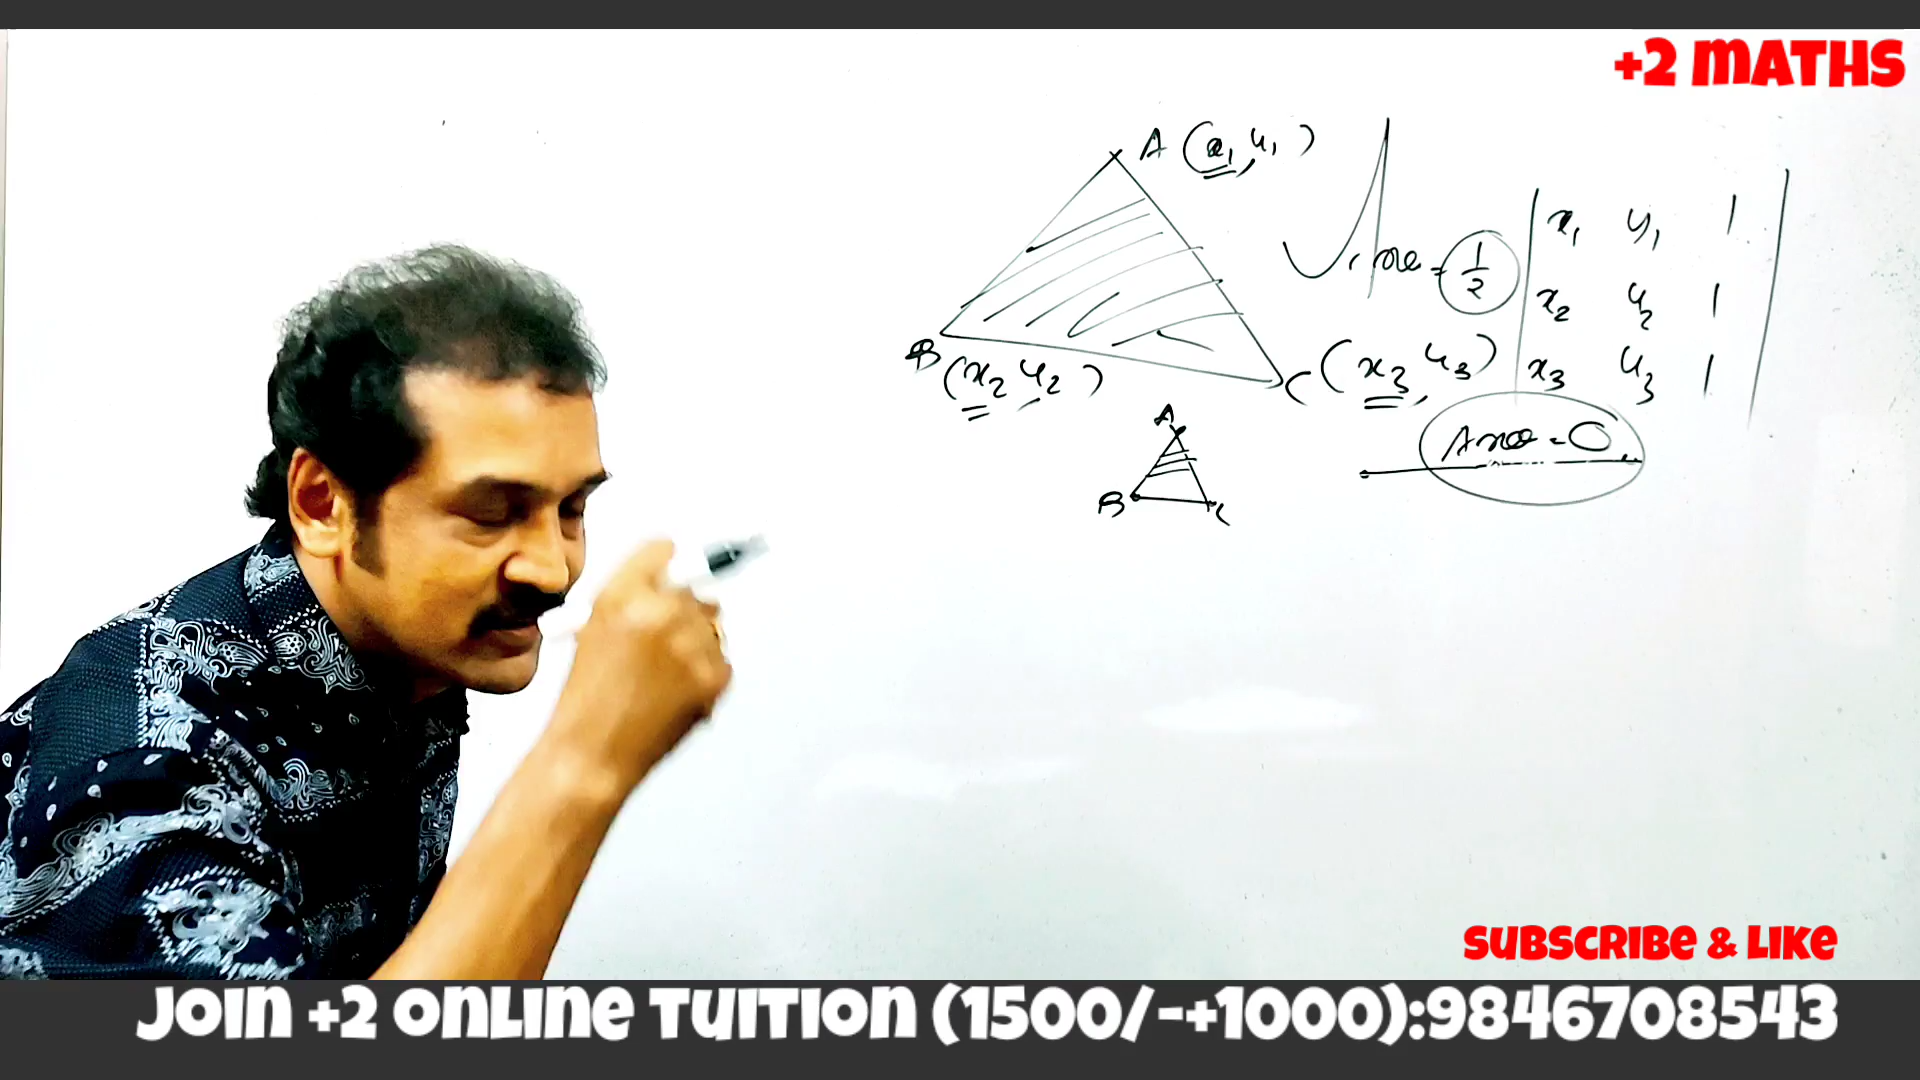 +2 MATHS
A (x₁, y₁)
Area = 1/2 | x₁ y₁ 1
x₂ y₂ 1
x₃ y₃ 1 |
B (x₂ y₂)
C (x₃, y₃)
Area = 0
A
B C
SUBSCRIBE & LIKE
JOIN +2 ONLINE TUITION (1500/-+1000):9846708543